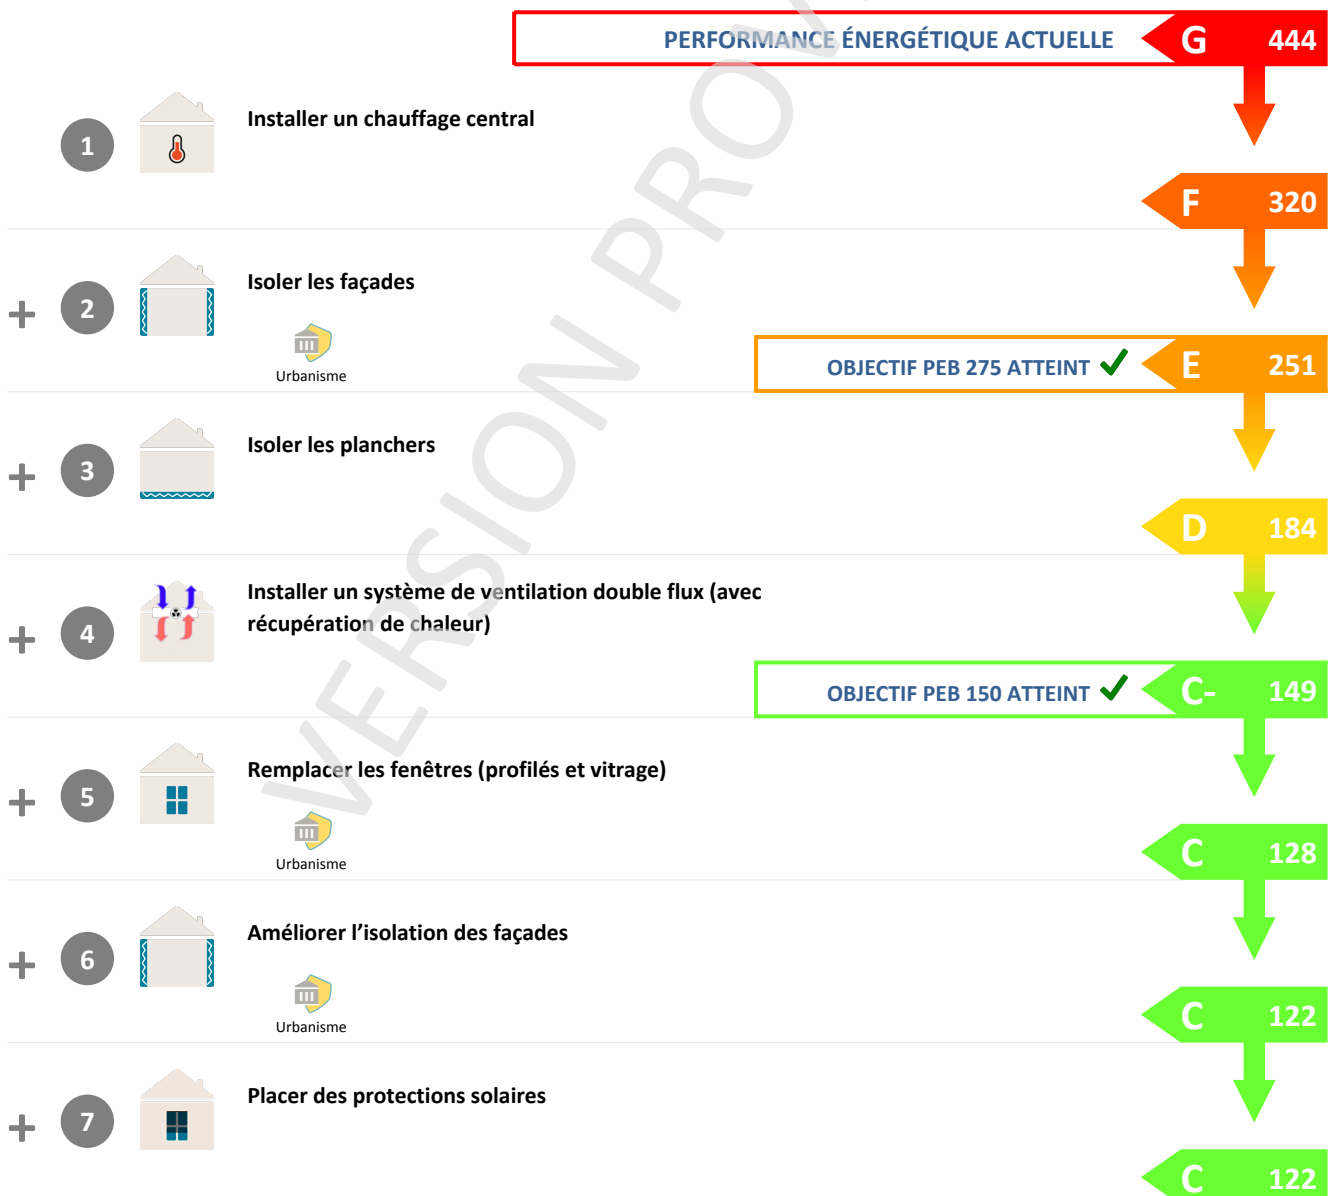 PERFORMANCE ÉNERGÉTIQUE ACTUELLE G 444
1 Installer un chauffage central
F 320
+ 2 Isoler les façades
Urbanisme
OBJECTIF PEB 275 ATTEINT ✓ E 251
+ 3 Isoler les planchers
D 184
+ 4 Installer un système de ventilation double flux (avec
récupération de chaleur)
OBJECTIF PEB 150 ATTEINT ✓ C- 149
+ 5 Remplacer les fenêtres (profilés et vitrage)
Urbanisme
C 128
+ 6 Améliorer l’isolation des façades
Urbanisme
C 122
+ 7 Placer des protections solaires
C 122
VERSION PROV